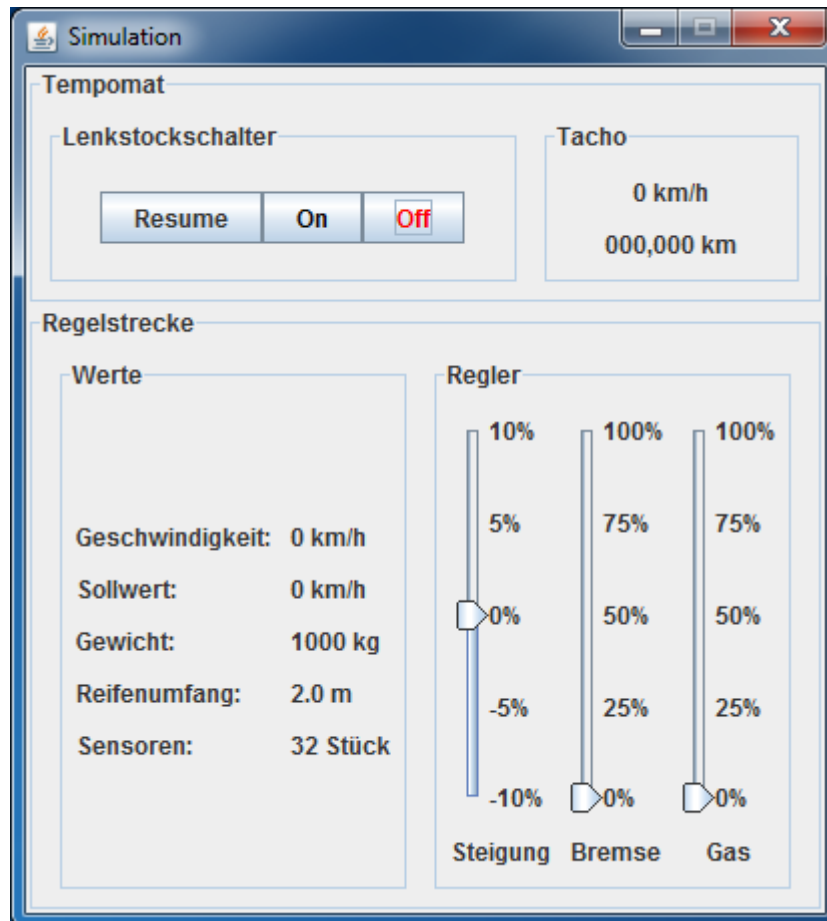 Simulation
Tempomat
Lenkstockschalter
Resume On Off
Tacho
0 km/h
000,000 km
Regelstrecke
Werte
Geschwindigkeit: 0 km/h
Sollwert: 0 km/h
Gewicht: 1000 kg
Reifenumfang: 2.0 m
Sensoren: 32 Stück
Regler
10% 100% 100%
5% 75% 75%
0% 50% 50%
-5% 25% 25%
-10% 0% 0%
Steigung Bremse Gas